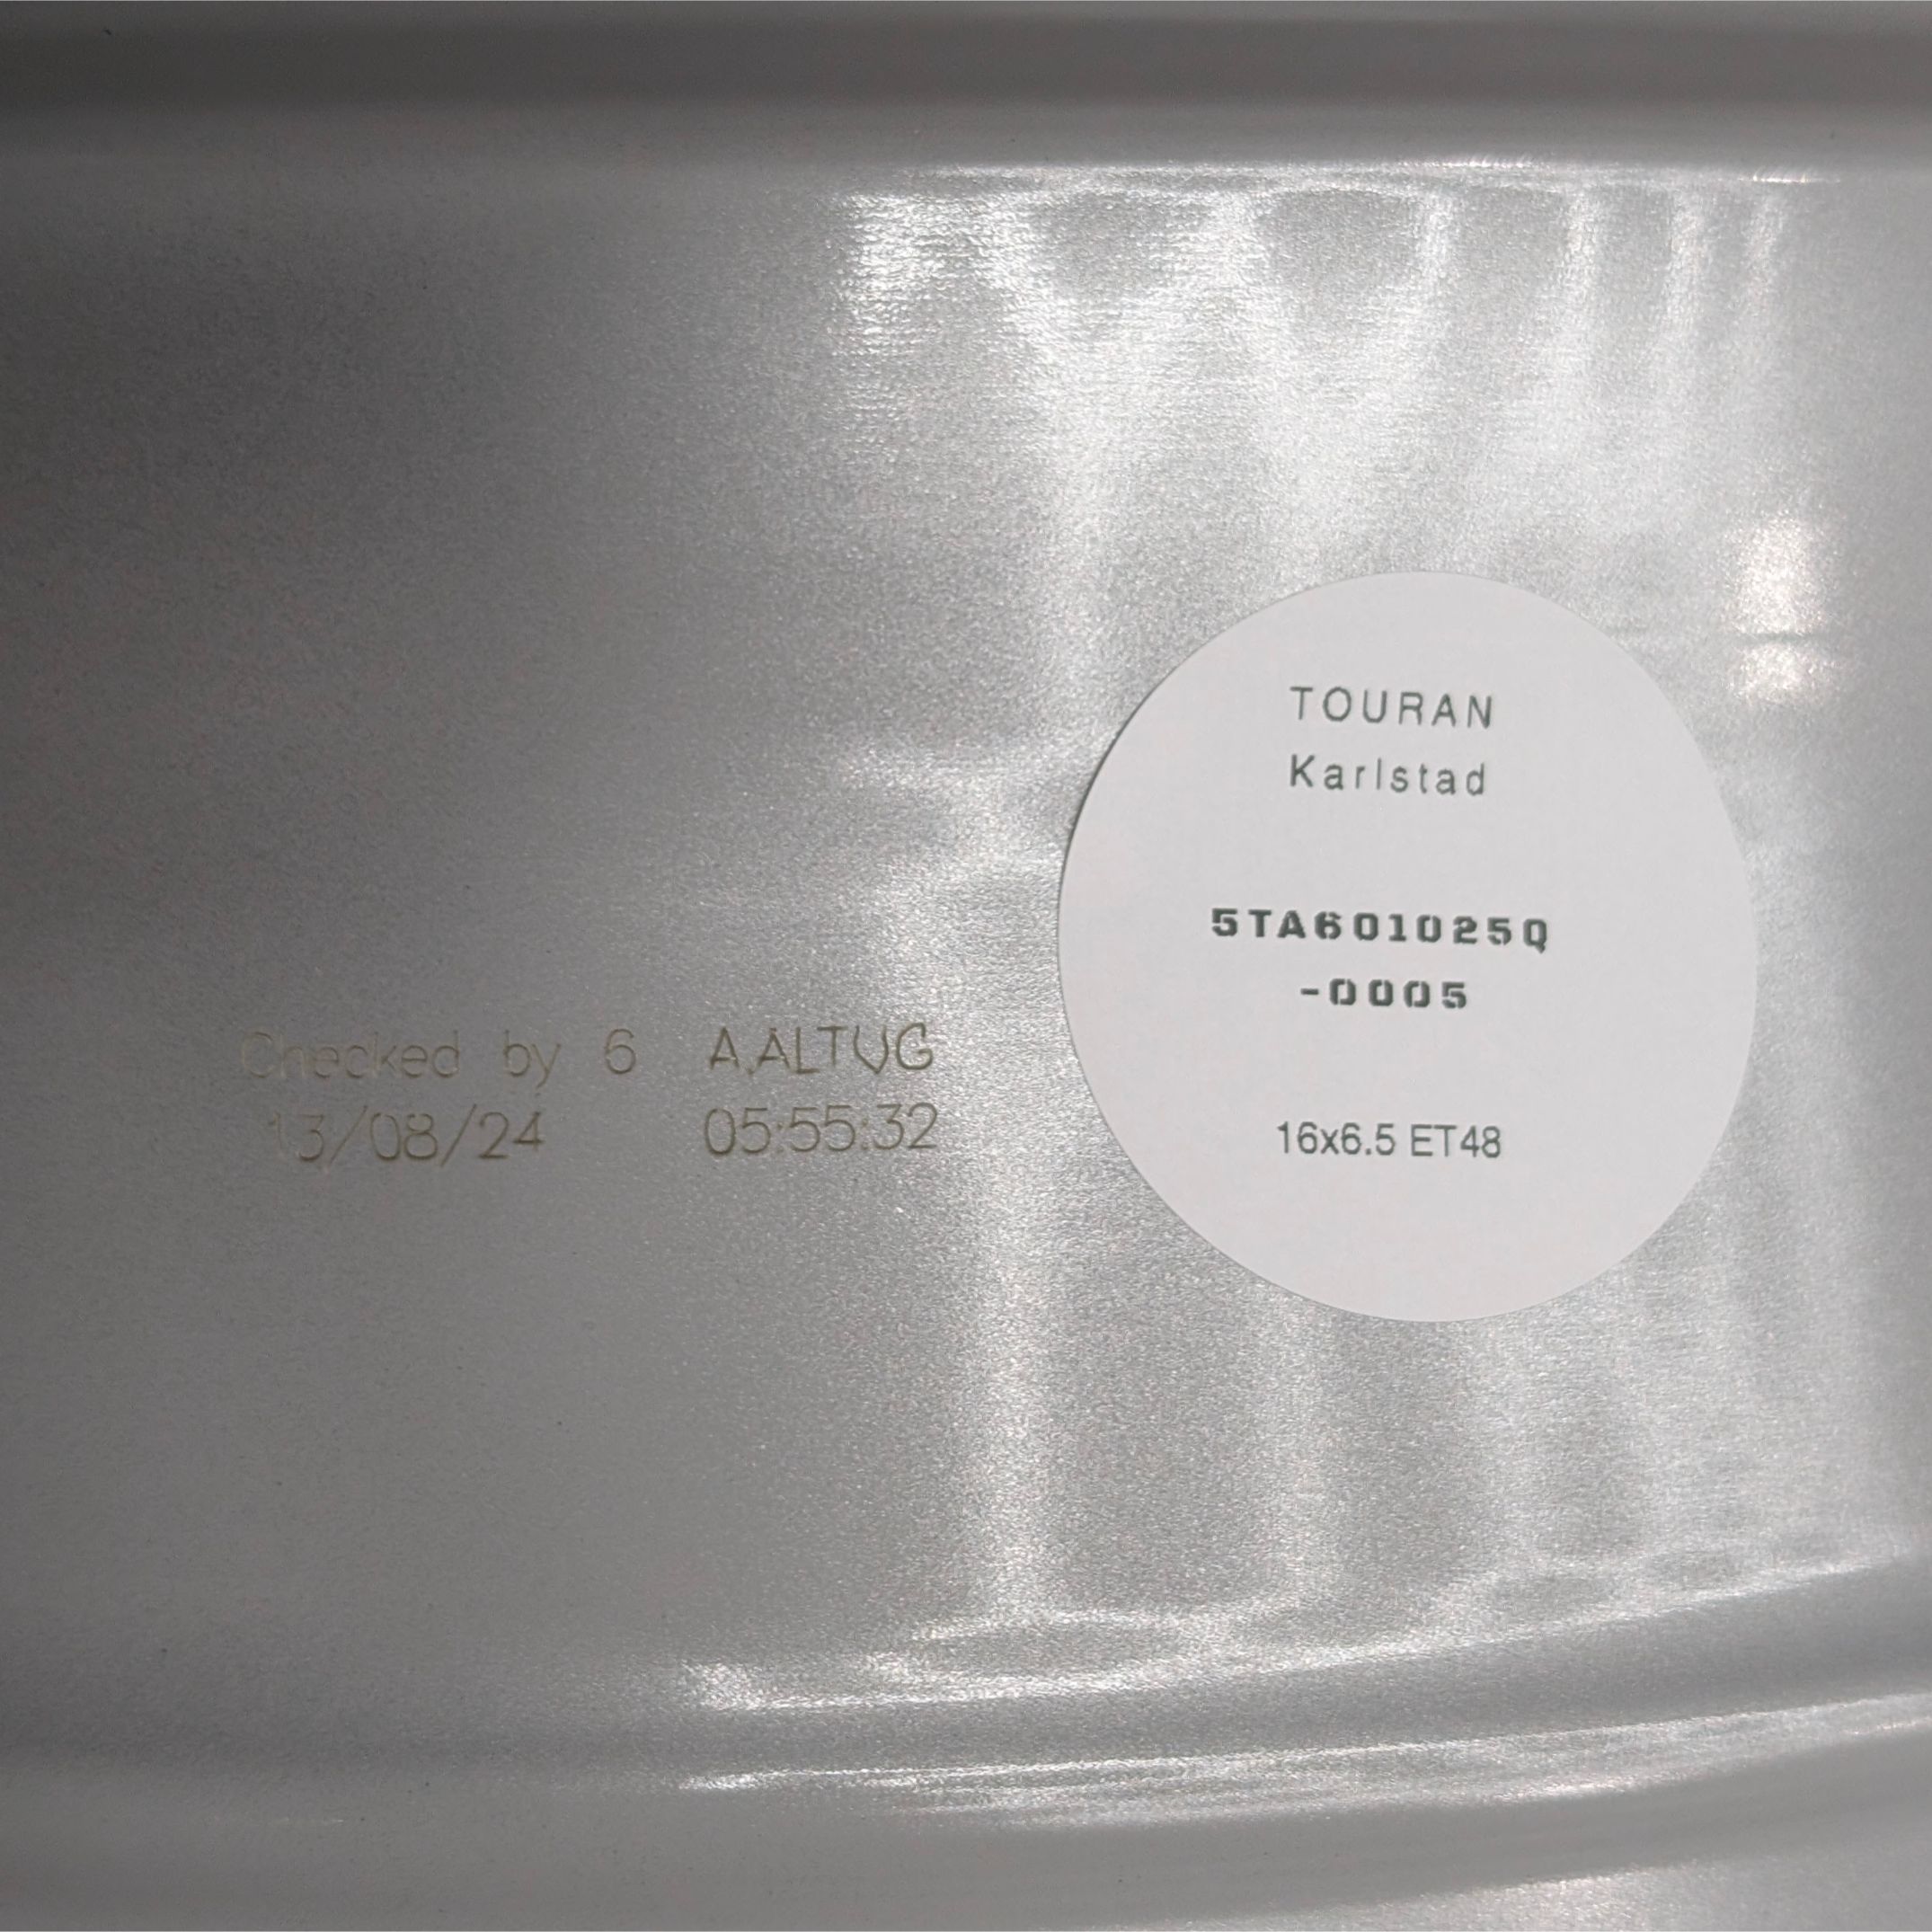 Checked by 6 A.ALTUG
13/08/24 05:55:32
TOURAN
Karlstad
5TA601025Q
-0005
16x6.5 ET48